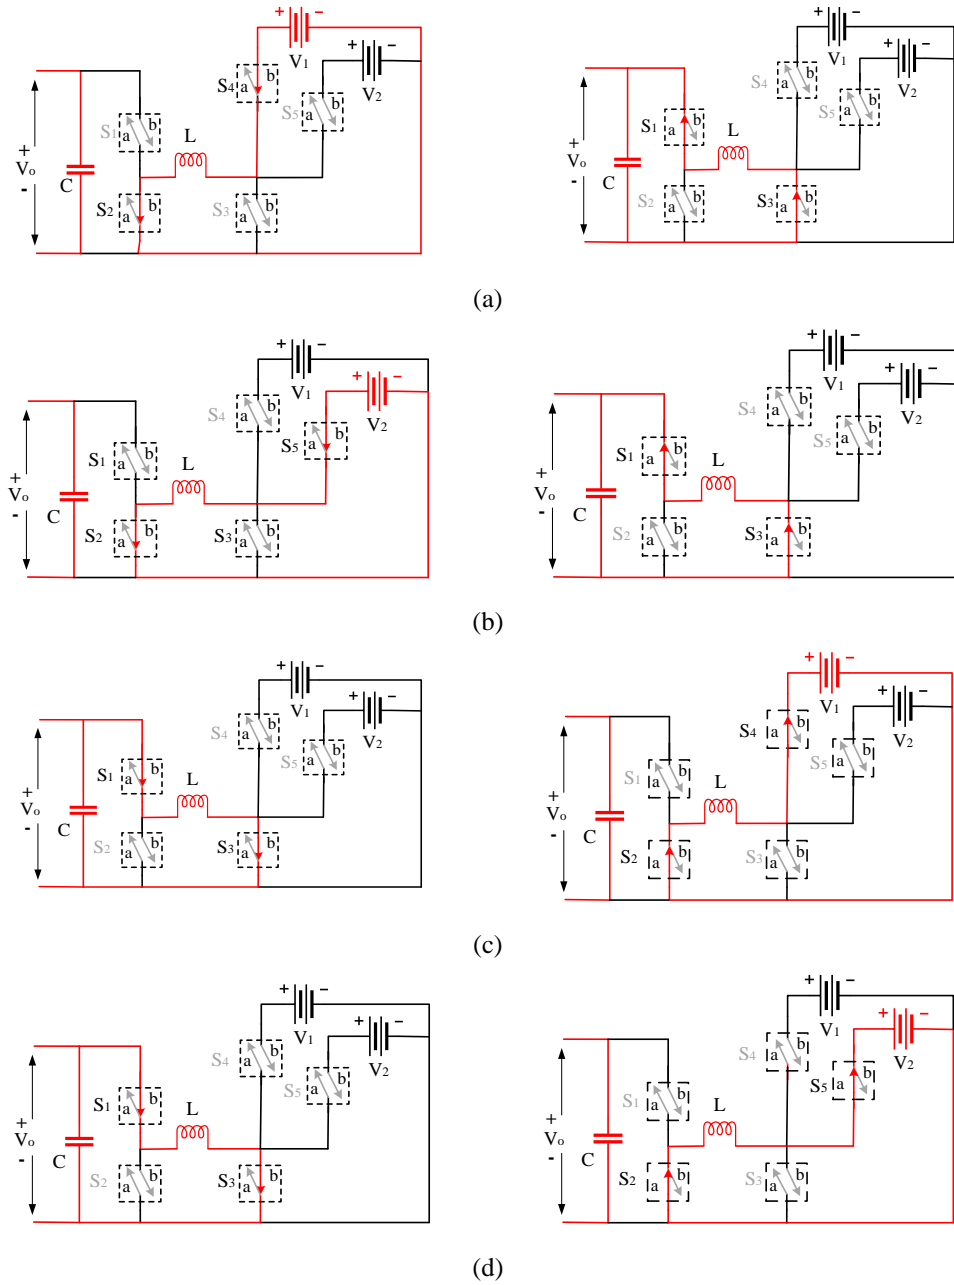 + − + −
V1
S4 a b
V2
S5 a b
+ Vo -
C
S1 a b
L
S2 a b
S3 a b
+ − + −
V1
S4 a b
V2
S5 a b
+ Vo -
C
S1 a b
L
S2 a b
S3 a b
(a)
+ − + −
V1
S4 a b
V2
S5 a b
+ Vo -
C
S1 a b
L
S2 a b
S3 a b
+ − + −
V1
S4 a b
V2
S5 a b
+ Vo -
C
S1 a b
L
S2 a b
S3 a b
(b)
+ − + −
V1
S4 a b
V2
S5 a b
+ Vo -
C
S1 a b
L
S2 a b
S3 a b
+ − + −
V1
S4 a b
V2
S5 a b
+ Vo -
C
S1 a b
L
S2 a b
S3 a b
(c)
+ − + −
V1
S4 a b
V2
S5 a b
+ Vo -
C
S1 a b
L
S2 a b
S3 a b
+ − + −
V1
S4 a b
V2
S5 a b
+ Vo -
C
S1 a b
L
S2 a b
S3 a b
(d)